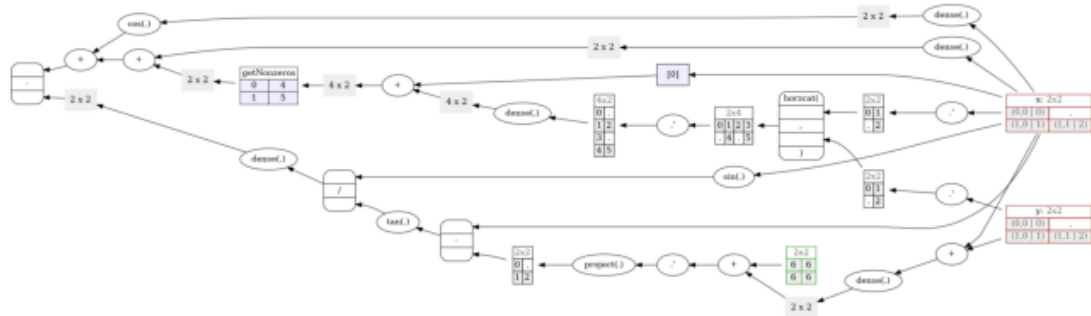 cos(.)
2 x 2
dense(.)
+
+
2 x 2
dense(.)
-
2 x 2
2 x 2
getNonzeros
0 4
1 5
4 x 2
+
[0]
4 x 2
dense(.)
4x2
0 .
1 2
3 .
4 5
.'
2x4
0 1 2 3
. 4 . 5
horzcat(
,
)
2x2
0 1
. 2
.'
x: 2x2
(0,0 | 0) .
(1,0 | 1) (1,1 | 2)
dense(.)
/
sin(.)
2x2
0 1
. 2
.'
y: 2x2
(0,0 | 0) .
(1,0 | 1) (1,1 | 2)
tan(.)
-
2x2
0 .
1 2
project(.)
.'
+
2x2
6 6
6 6
+
dense(.)
2 x 2